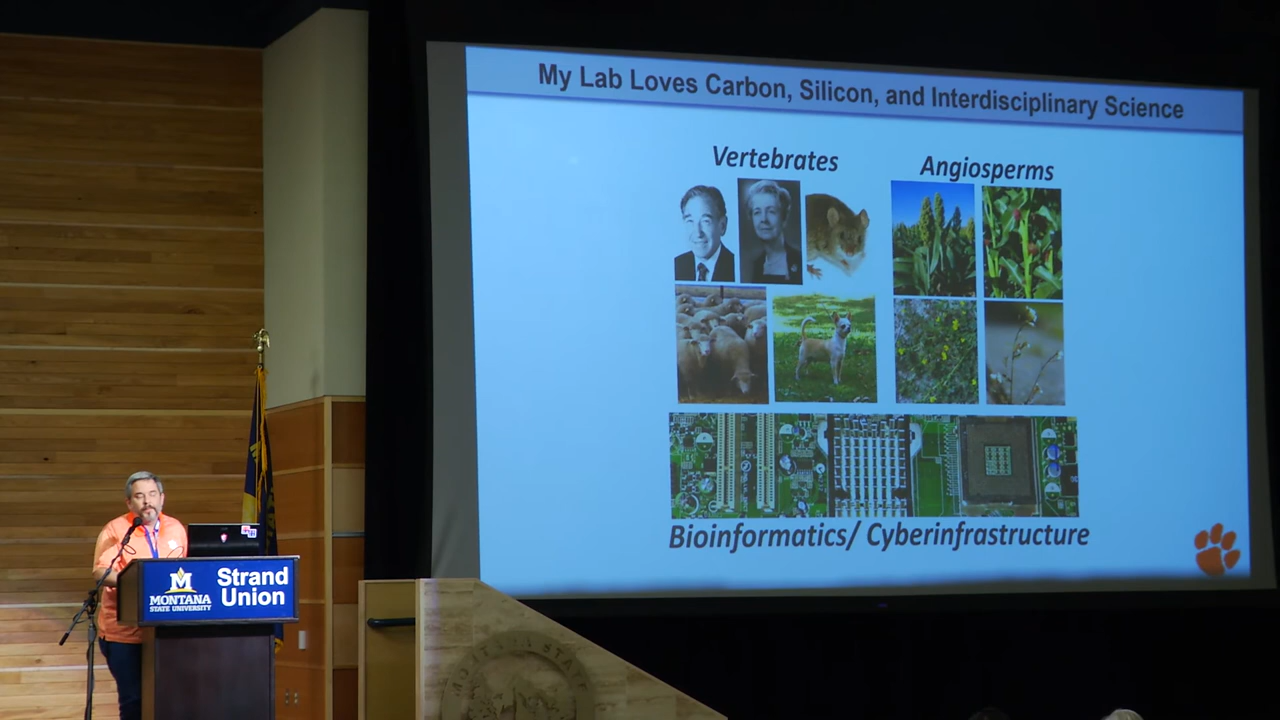 My Lab Loves Carbon, Silicon, and Interdisciplinary Science
Vertebrates
Angiosperms
Bioinformatics/ Cyberinfrastructure
MONTANA
STATE UNIVERSITY
Strand
Union